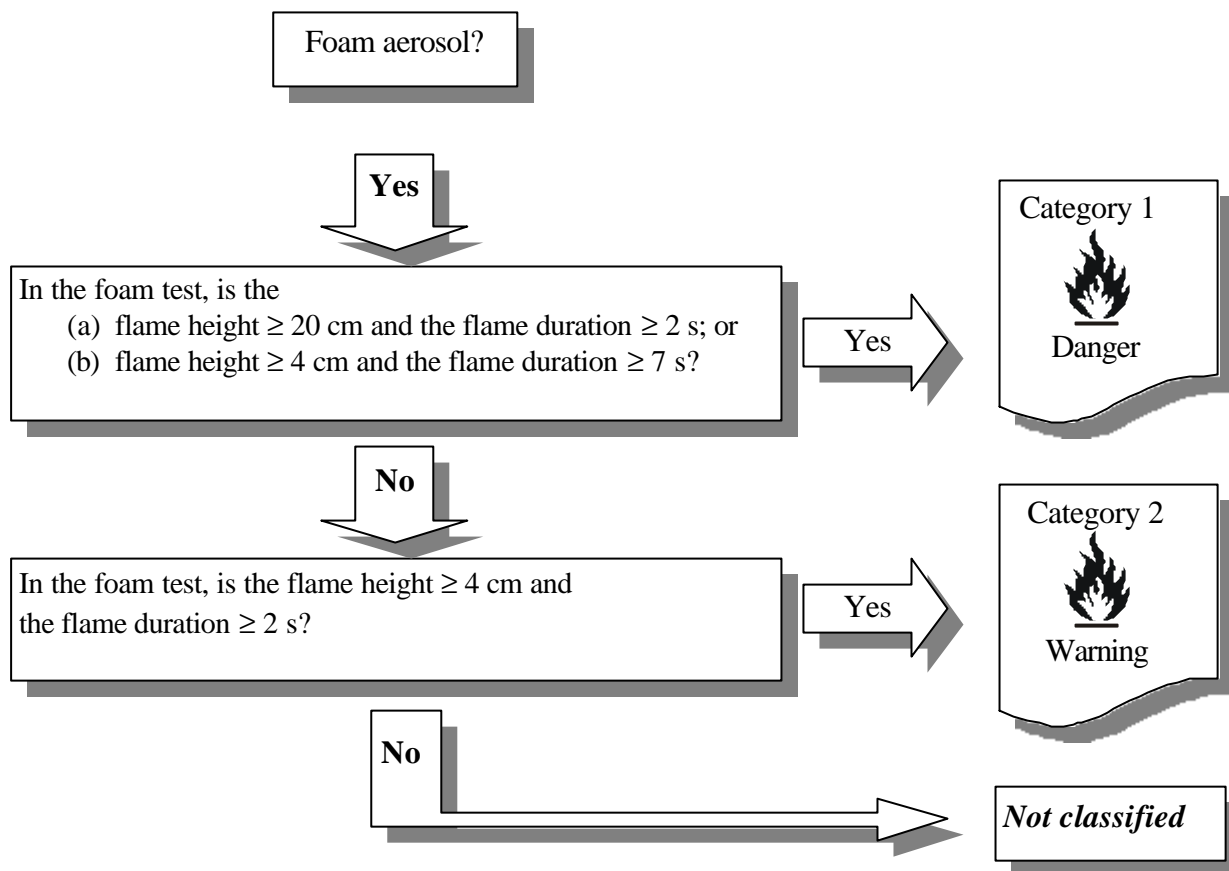 Foam aerosol?
Yes
In the foam test, is the
(a) flame height ≥ 20 cm and the flame duration ≥ 2 s; or
(b) flame height ≥ 4 cm and the flame duration ≥ 7 s?
Yes
Category 1
Danger
No
In the foam test, is the flame height ≥ 4 cm and
the flame duration ≥ 2 s?
Yes
Category 2
Warning
No
Not classified